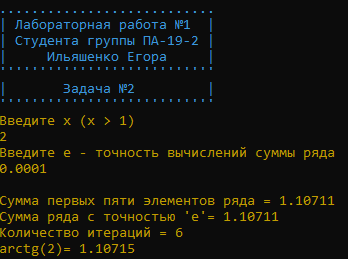 Лабораторная работа №1
Студента группы ПА-19-2
Ильяшенко Егора
Задача №2
Введите x (x > 1)
2
Введите e - точность вычислений суммы ряда
0.0001
Сумма первых пяти элементов ряда = 1.10711
Сумма ряда с точностью 'e'= 1.10711
Количество итераций = 6
arctg(2)= 1.10715